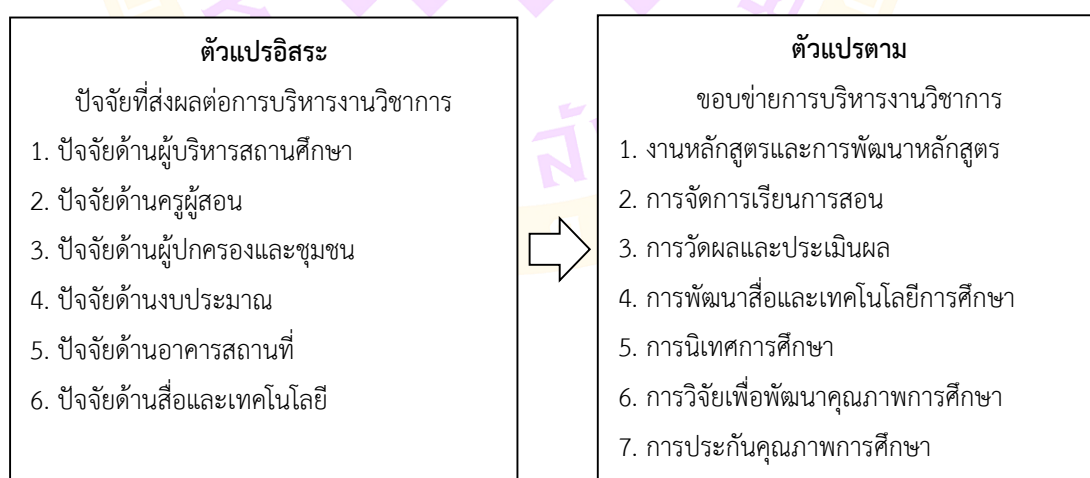 ตัวแปรอิสระ
ปัจจัยที่ส่งผลต่อการบริหารงานวิชาการ
1. ปัจจัยด้านผู้บริหารสถานศึกษา
2. ปัจจัยด้านครูผู้สอน
3. ปัจจัยด้านผู้ปกครองและชุมชน
4. ปัจจัยด้านงบประมาณ
5. ปัจจัยด้านอาคารสถานที่
6. ปัจจัยด้านสื่อและเทคโนโลยี
ตัวแปรตาม
ขอบข่ายการบริหารงานวิชาการ
1. งานหลักสูตรและการพัฒนาหลักสูตร
2. การจัดการเรียนการสอน
3. การวัดผลและประเมินผล
4. การพัฒนาสื่อและเทคโนโลยีการศึกษา
5. การนิเทศการศึกษา
6. การวิจัยเพื่อพัฒนาคุณภาพการศึกษา
7. การประกันคุณภาพการศึกษา